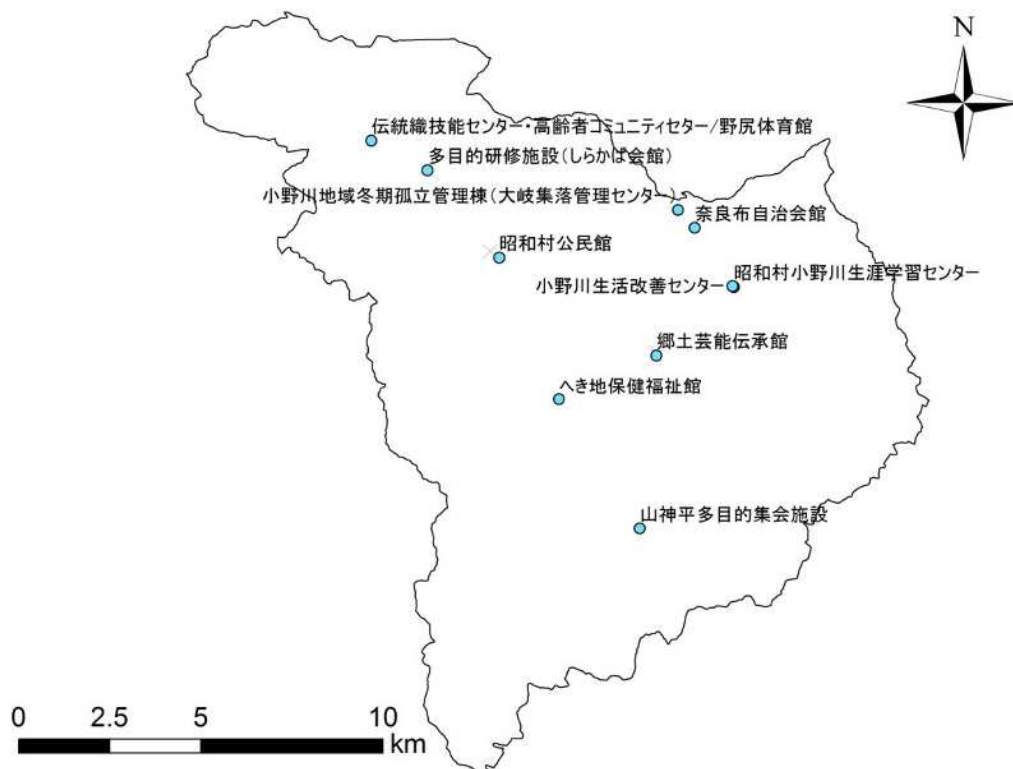 N
伝統織技能センター・高齢者コミュニティセター/野尻体育館
多目的研修施設(しらかば会館)
小野川地域冬期孤立管理棟(大岐集落管理センター)
奈良布自治会館
昭和村公民館
昭和村小野川生涯学習センター
小野川生活改善センター
郷土芸能伝承館
へき地保健福祉館
山神平多目的集会施設
0 2.5 5 10
km